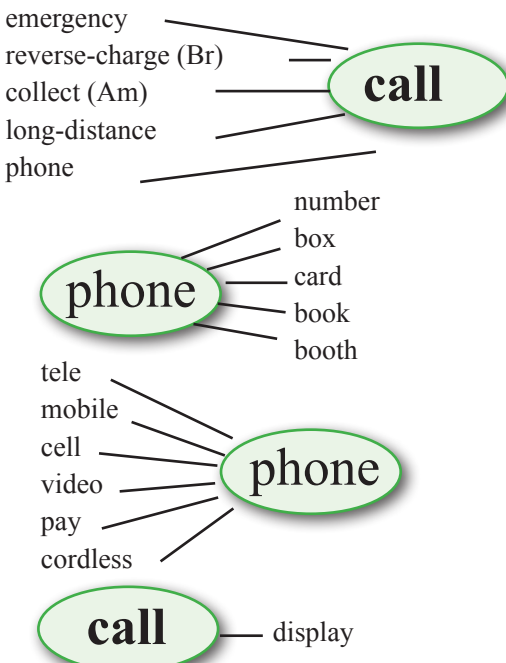 emergency
reverse-charge (Br)
collect (Am)
long-distance
phone
call
number
box
card
book
booth
phone
tele
mobile
cell
video
pay
cordless
phone
call
display